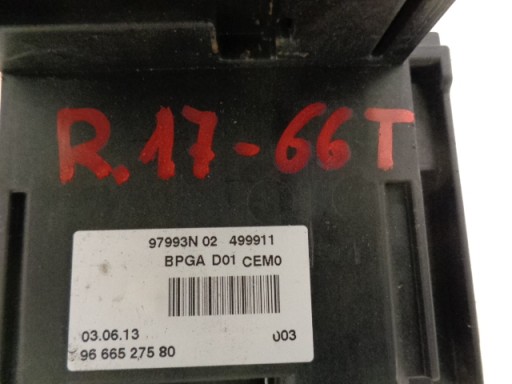 R.17-66T
97993N 02 499911
BPGA D01 CEM0
03.06.13 003
96 665 275 80